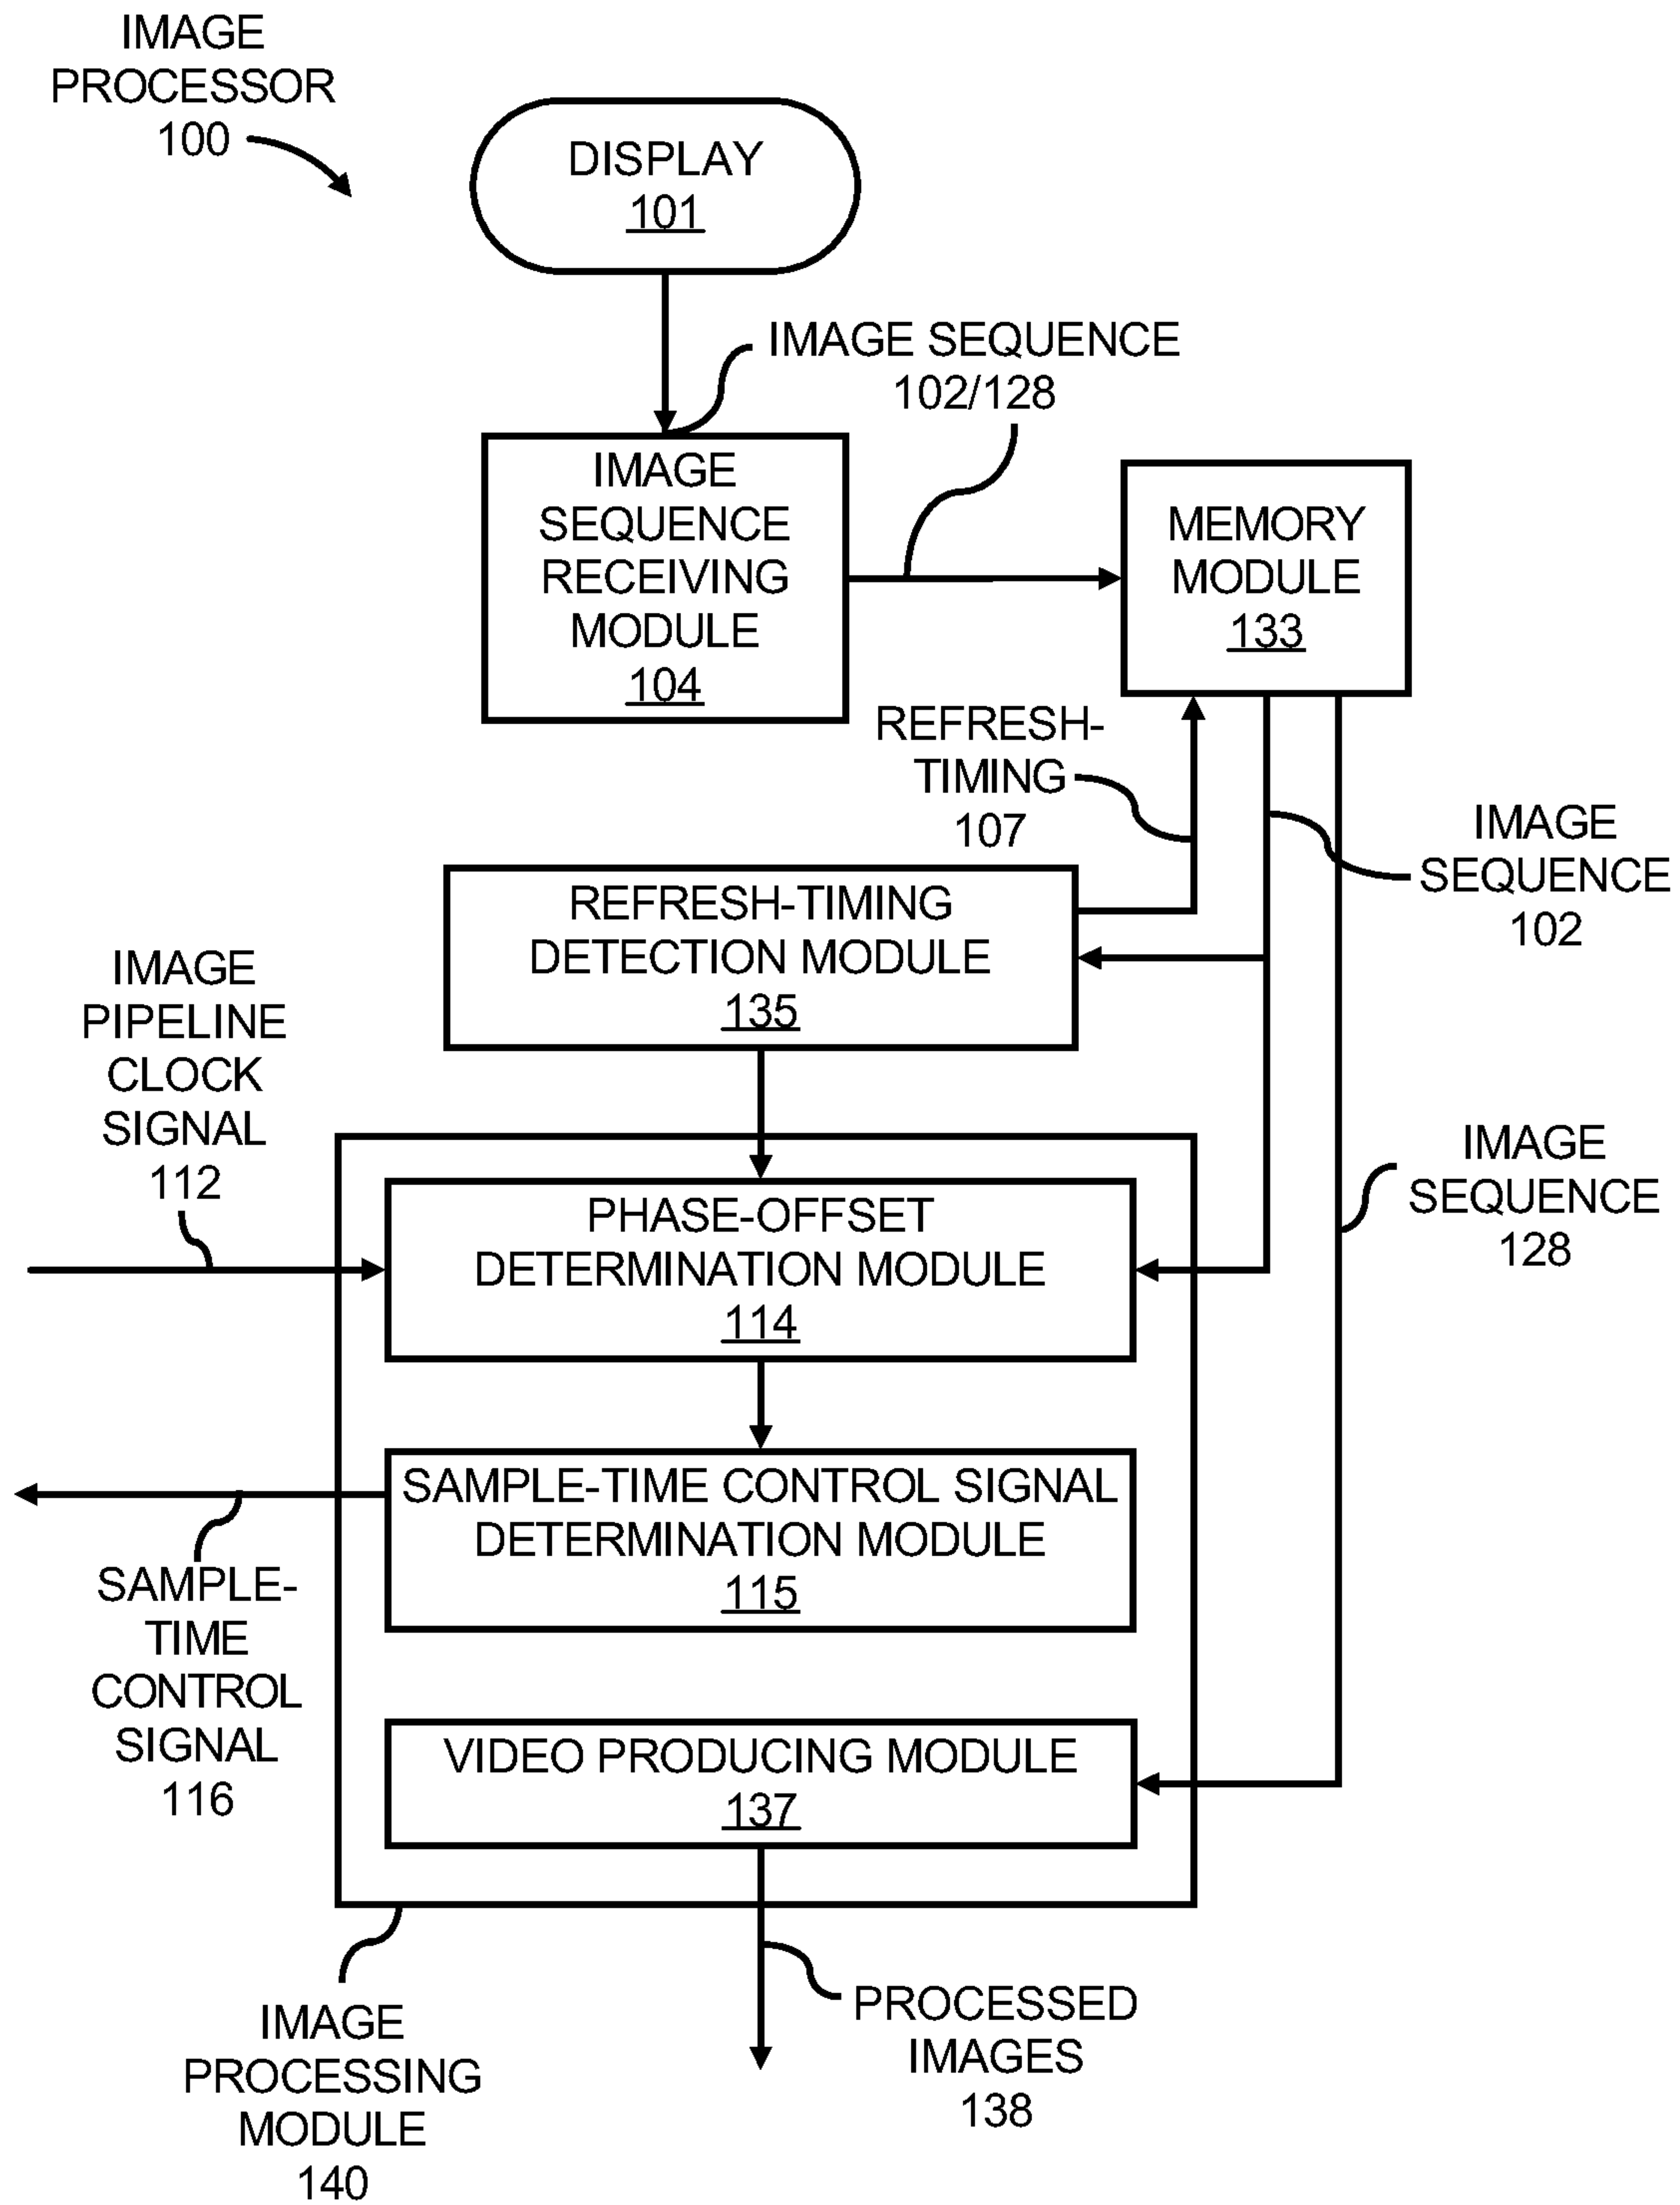 IMAGE
PROCESSOR
100
DISPLAY
101
IMAGE SEQUENCE
102/128
IMAGE
SEQUENCE
RECEIVING
MODULE
104
MEMORY
MODULE
133
REFRESH-
TIMING
107
IMAGE
SEQUENCE
102
REFRESH-TIMING
DETECTION MODULE
135
IMAGE
PIPELINE
CLOCK
SIGNAL
112
PHASE-OFFSET
DETERMINATION MODULE
114
IMAGE
SEQUENCE
128
SAMPLE-TIME CONTROL SIGNAL
DETERMINATION MODULE
115
SAMPLE-
TIME
CONTROL
SIGNAL
116
VIDEO PRODUCING MODULE
137
PROCESSED
IMAGES
138
IMAGE
PROCESSING
MODULE
140